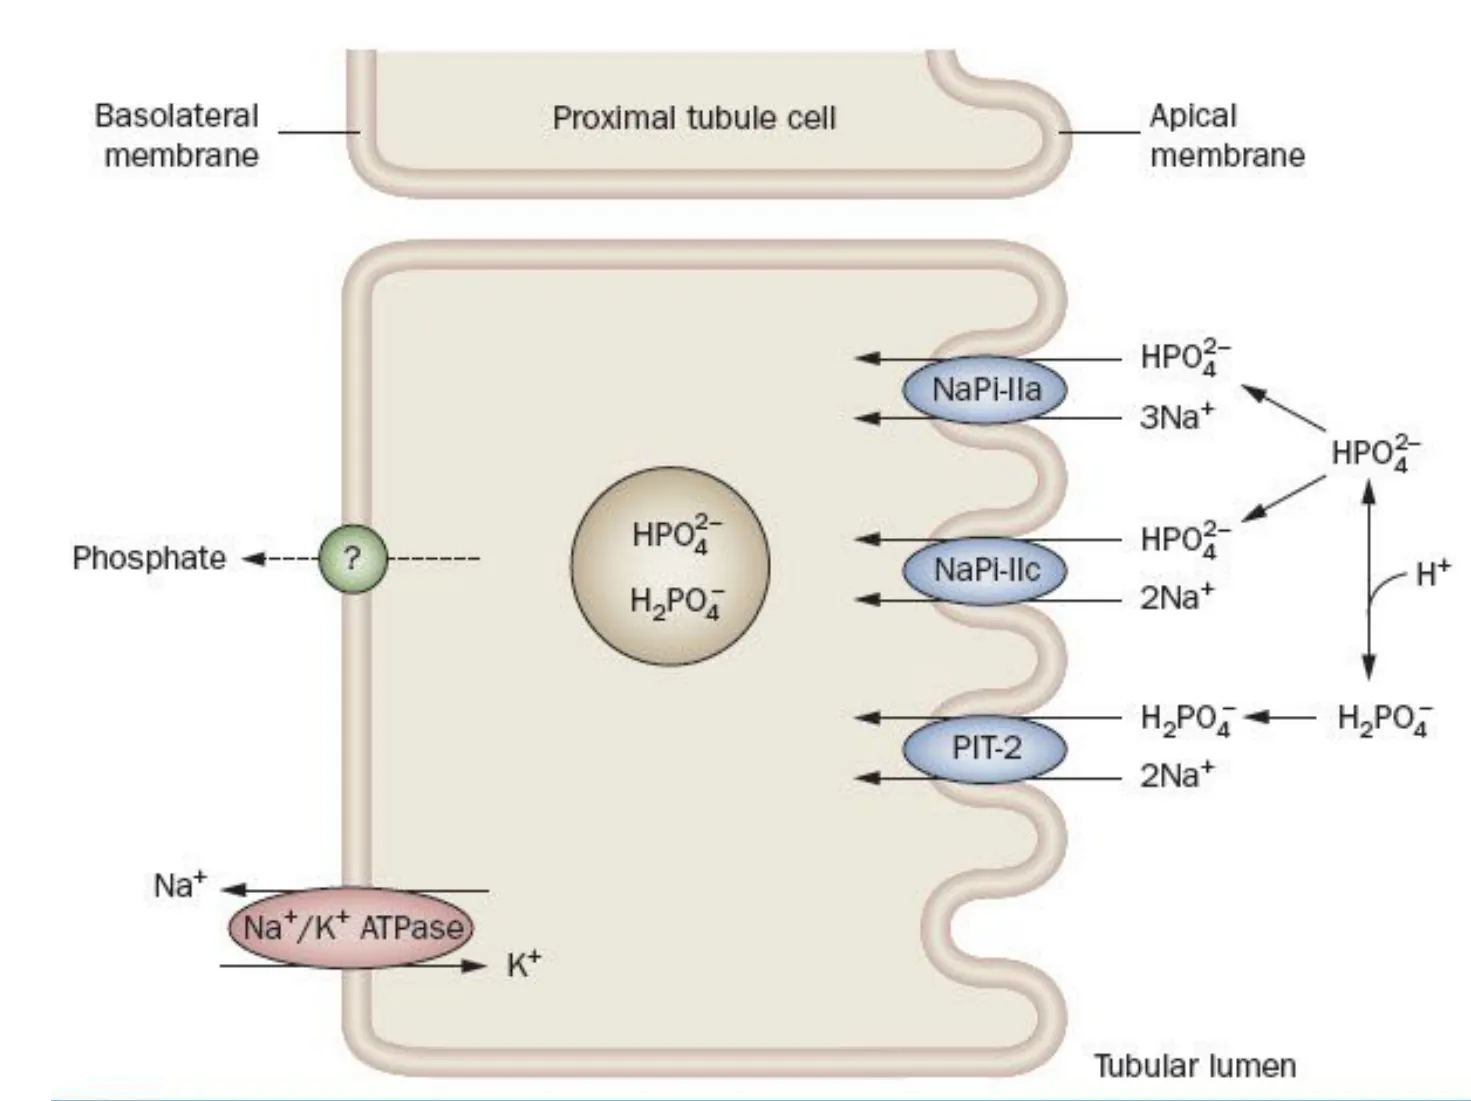 Basolateral
membrane
Proximal tubule cell
Apical
membrane
HPO₄²⁻
NaPi-IIa
3Na⁺
HPO₄²⁻
HPO₄²⁻
NaPi-IIc
2Na⁺
H⁺
HPO₄²⁻
H₂PO₄⁻
Phosphate
?
H₂PO₄⁻
H₂PO₄⁻
PIT-2
2Na⁺
Na⁺
Na⁺/K⁺ ATPase
K⁺
Tubular lumen